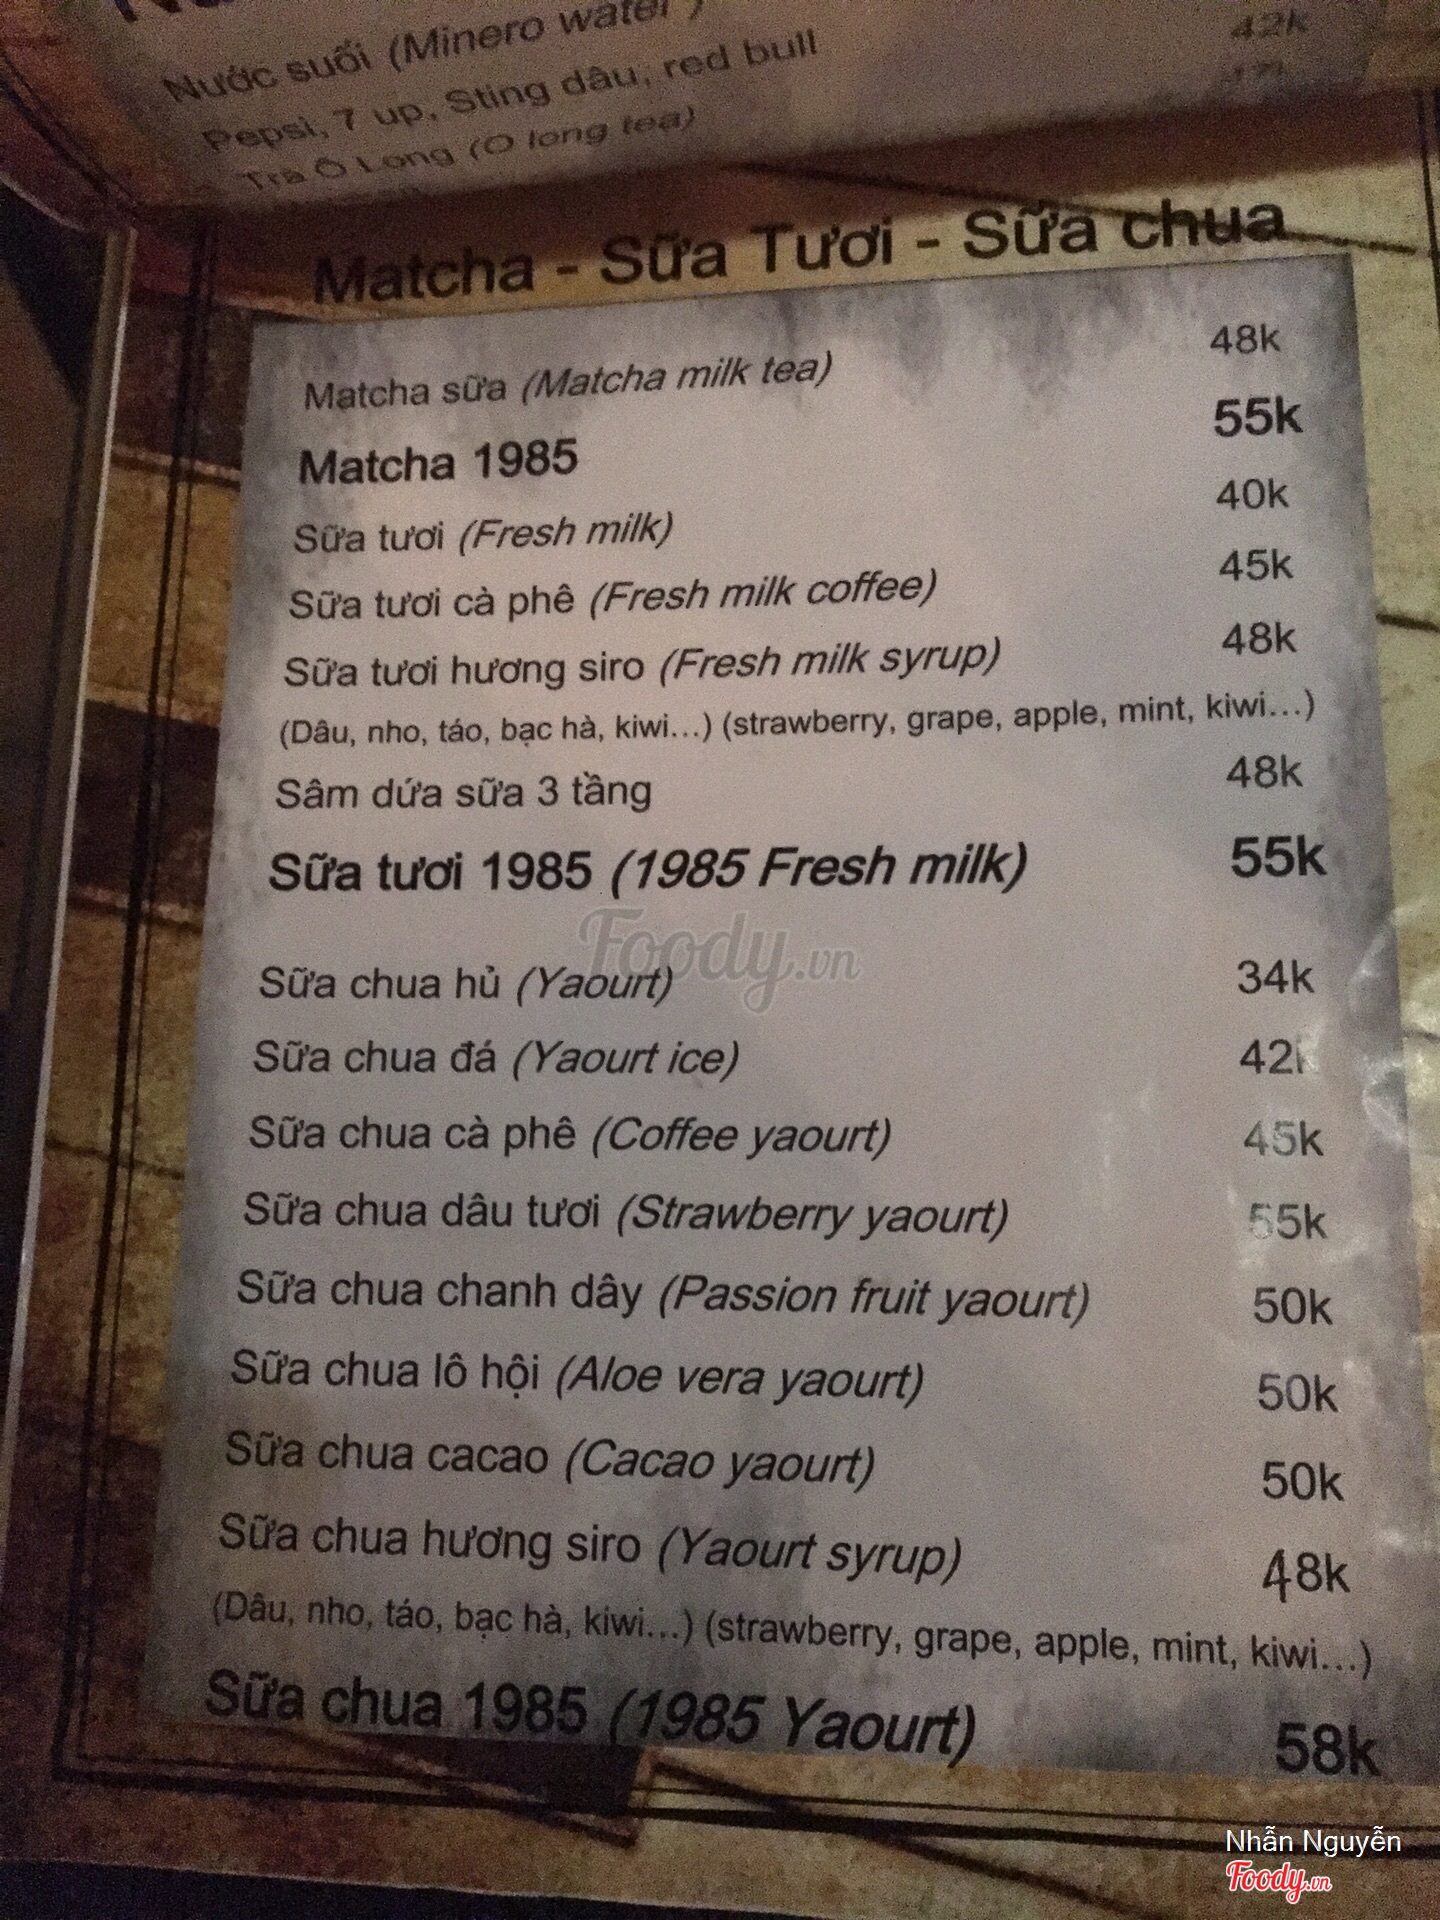 Nước suối (Minero water)
42k
Pepsi, 7 up, Sting dâu, red bull
Trà Ô Long (O long tea)
Matcha - Sữa Tươi - Sữa chua
Matcha sữa (Matcha milk tea) 48k
Matcha 1985 55k
Sữa tươi (Fresh milk) 40k
Sữa tươi cà phê (Fresh milk coffee) 45k
Sữa tươi hương siro (Fresh milk syrup) 48k
(Dâu, nho, táo, bạc hà, kiwi...) (strawberry, grape, apple, mint, kiwi...)
Sâm dứa sữa 3 tầng 48k
Sữa tươi 1985 (1985 Fresh milk) 55k
Foody.vn
Sữa chua hủ (Yaourt) 34k
Sữa chua đá (Yaourt ice) 42k
Sữa chua cà phê (Coffee yaourt) 45k
Sữa chua dâu tươi (Strawberry yaourt) 55k
Sữa chua chanh dây (Passion fruit yaourt) 50k
Sữa chua lô hội (Aloe vera yaourt) 50k
Sữa chua cacao (Cacao yaourt) 50k
Sữa chua hương siro (Yaourt syrup) 48k
(Dâu, nho, táo, bạc hà, kiwi...) (strawberry, grape, apple, mint, kiwi...)
Sữa chua 1985 (1985 Yaourt) 58k
Nhẫn Nguyễn
Foody.vn